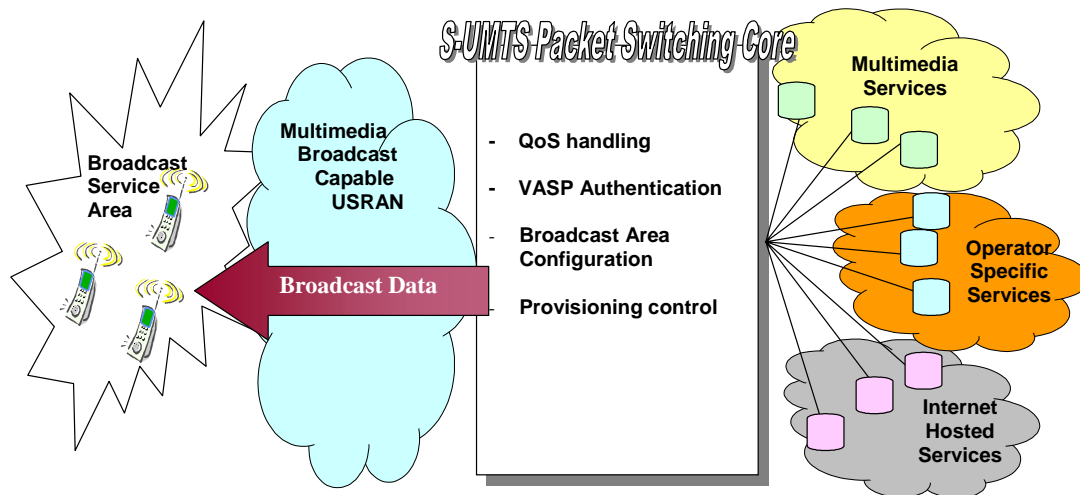 S-UMTS Packet Switching Core
Broadcast
Service
Area
Multimedia
Broadcast
Capable
USRAN
Broadcast Data
- QoS handling
- VASP Authentication
- Broadcast Area
Configuration
- Provisioning control
Multimedia
Services
Operator
Specific
Services
Internet
Hosted
Services